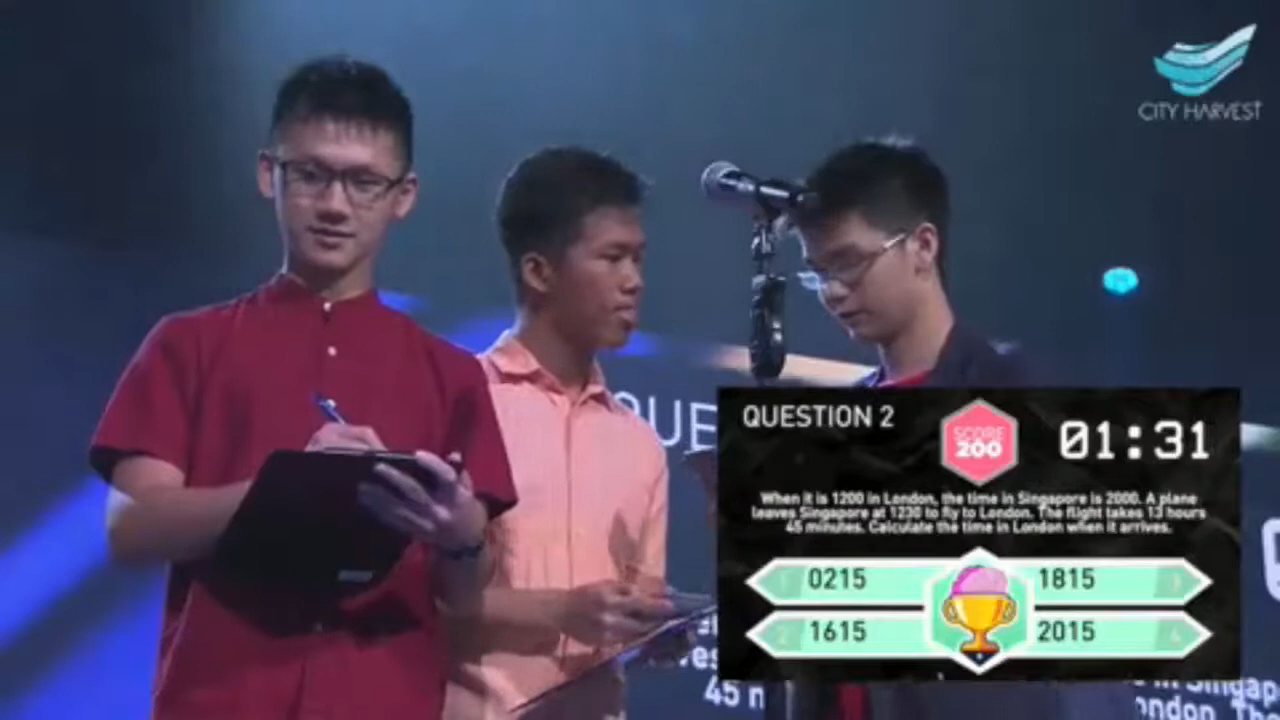 CITY HARVEST
QUE
QUESTION 2
SCORE
200
01:31
When it is 1200 in London, the time in Singapore is 2000. A plane
leaves Singapore at 1230 to fly to London. The flight takes 13 hours
45 minutes. Calculate the time in London when it arrives.
0215
1815
1615
2015
45 m